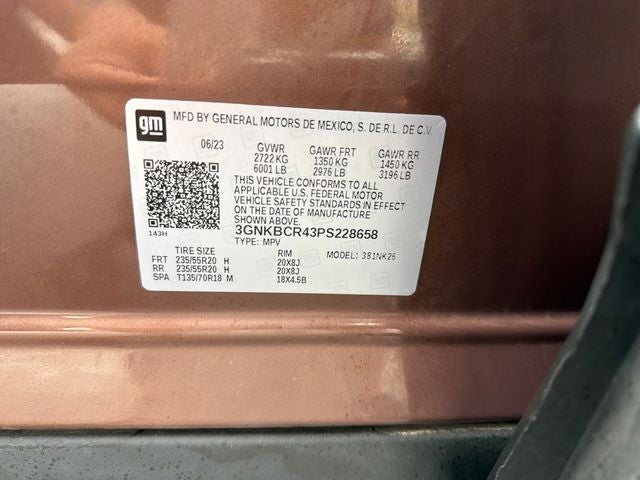 gm
MFD BY GENERAL MOTORS DE MEXICO, S. DE R.L. DE C.V.
06/23 GVWR GAWR FRT GAWR RR
2722 KG 1350 KG 1450 KG
6001 LB 2976 LB 3196 LB
THIS VEHICLE CONFORMS TO ALL
APPLICABLE U.S. FEDERAL MOTOR
VEHICLE SAFETY STANDARDS IN EFFECT
ON THE DATE OF MANUFACTURE
SHOWN ABOVE.
143H 3GNKBCR43PS228658
TYPE: MPV
TIRE SIZE RIM MODEL: 381NK26
FRT 235/55R20 H 20X8J
RR 235/55R20 H 20X8J
SPA T135/70R18 M 18X4.5B